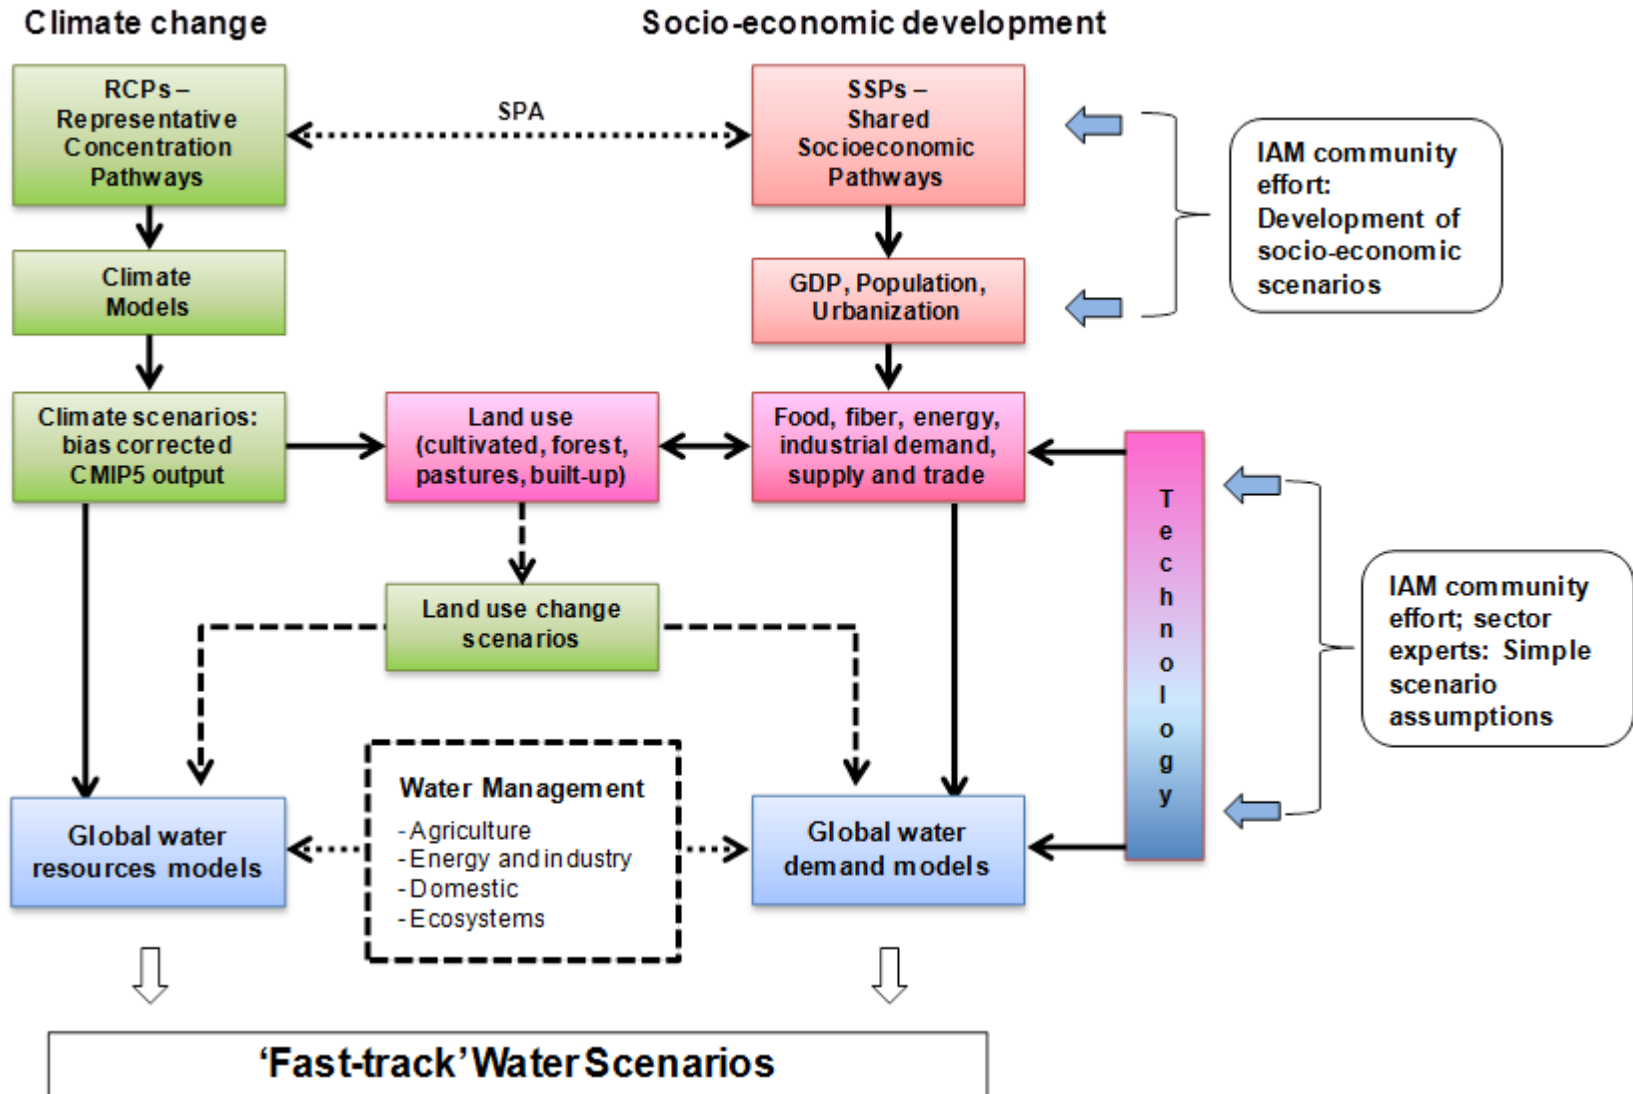 Climate change
Socio-economic development
RCPs –
Representative
Concentration
Pathways
SPA
SSPs –
Shared
Socioeconomic
Pathways
IAM community
effort:
Development of
socio-economic
scenarios
Climate
Models
GDP, Population,
Urbanization
Climate scenarios:
bias corrected
CMIP5 output
Land use
(cultivated, forest,
pastures, built-up)
Food, fiber, energy,
industrial demand,
supply and trade
Technology
IAM community
effort; sector
experts: Simple
scenario
assumptions
Land use change
scenarios
Water Management
- Agriculture
- Energy and industry
- Domestic
- Ecosystems
Global water
resources models
Global water
demand models
‘Fast-track’ Water Scenarios